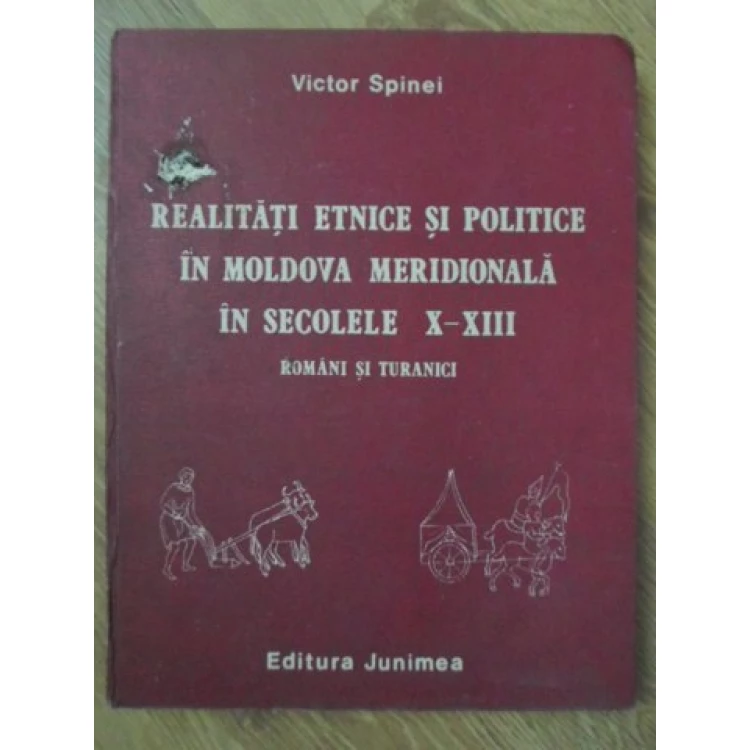 Victor Spinei
REALITĂȚI ETNICE ȘI POLITICE
ÎN MOLDOVA MERIDIONALĂ
ÎN SECOLELE X-XIII
ROMÂNI ȘI TURANICI
Editura Junimea